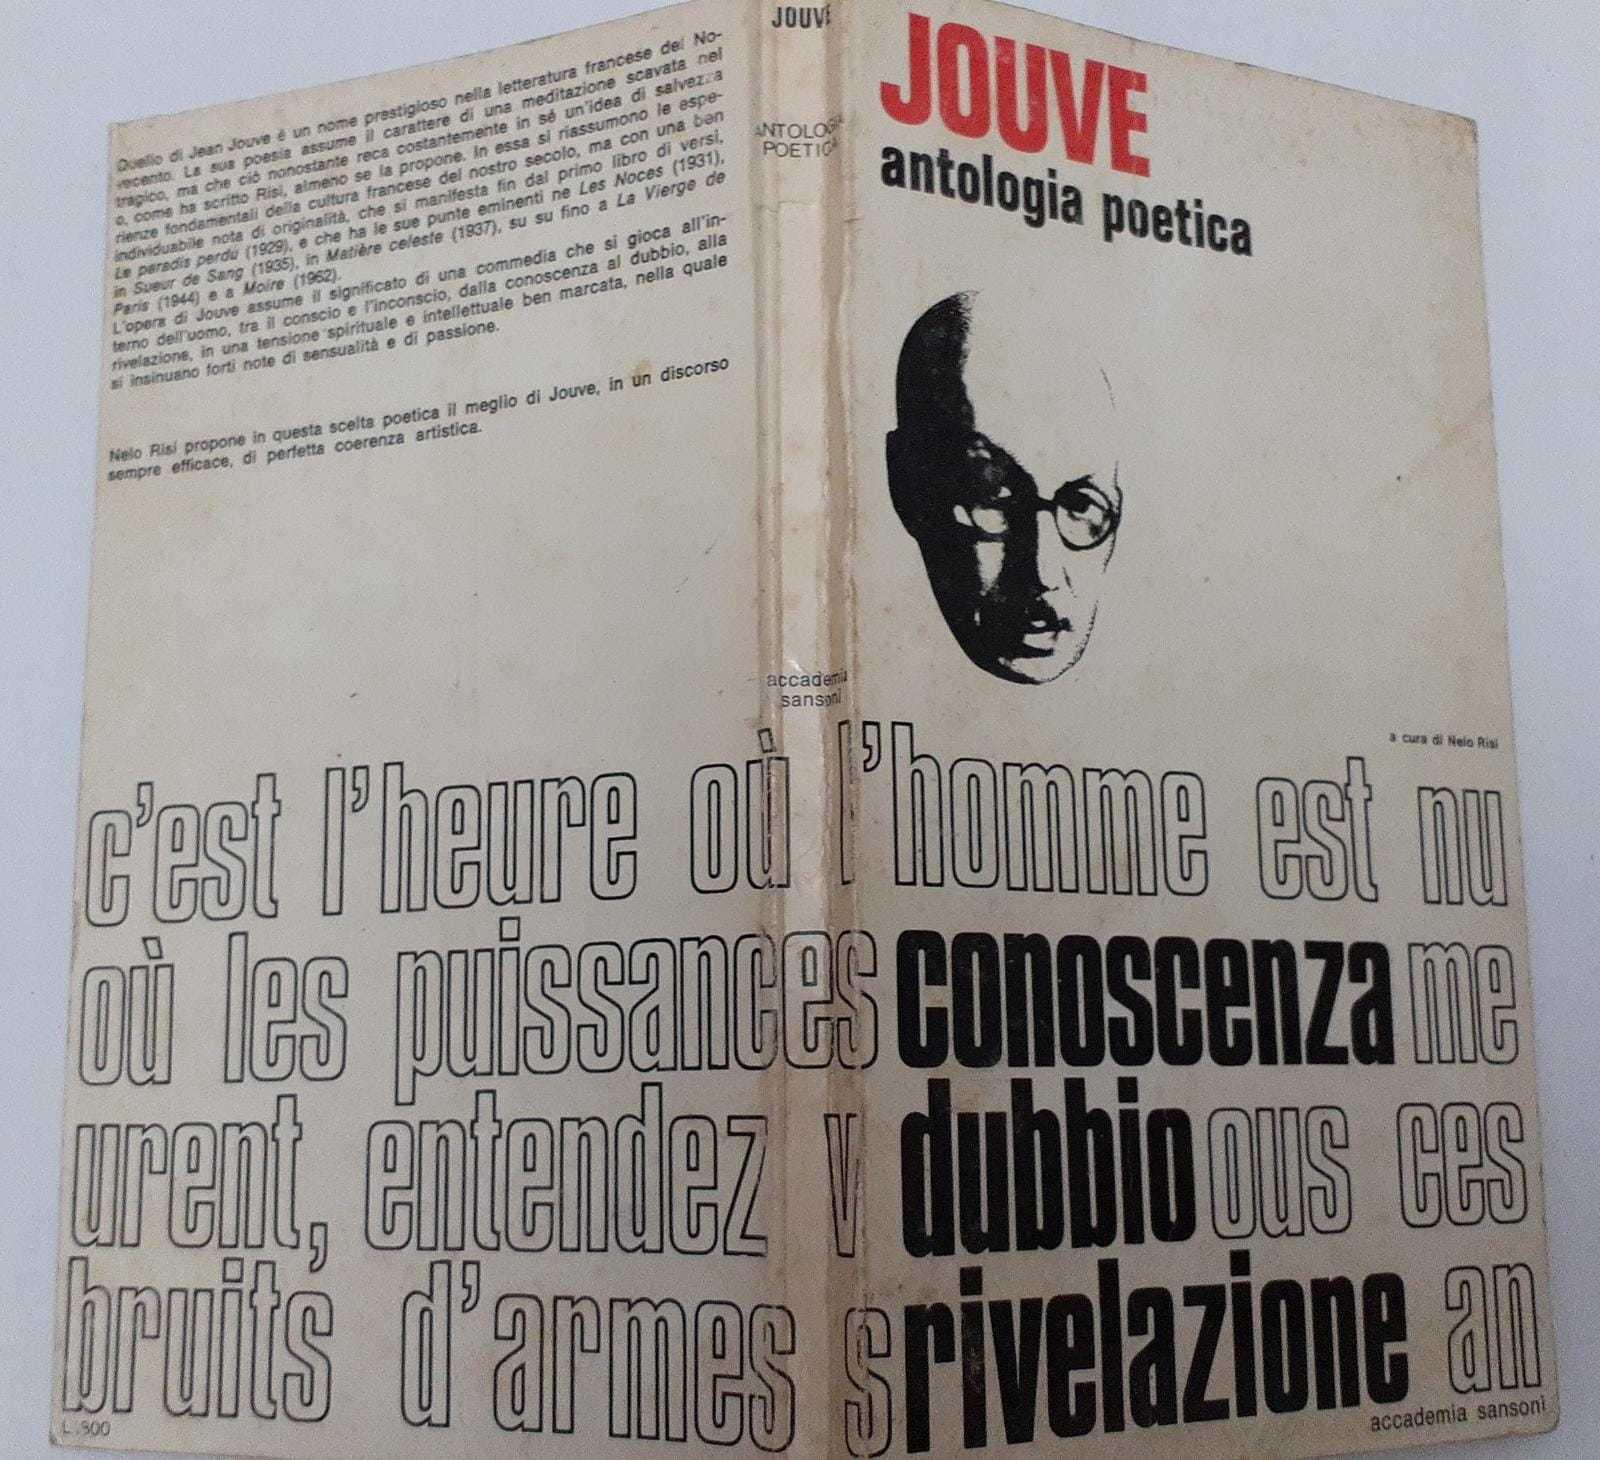 Quello di Jean Jouve è un nome prestigioso nella letteratura francese del No-
vecento. La sua poesia assume il carattere di una meditazione scavata nel
tragico, ma che ciò nonostante reca costantemente in sé un'idea di salvezza
o, come ha scritto Risi, almeno se la propone. In essa si riassumono le espe-
rienze fondamentali della cultura francese del nostro secolo, ma con una ben
individuabile nota di originalità, che si manifesta fin dal primo libro di versi,
Le paradis perdu (1929), e che ha le sue punte eminenti ne Les Noces (1931),
in Sueur de Sang (1935), in Matière celeste (1937), su su fino a La Vierge de
Paris (1944) e a Moire (1962).
L'opera di Jouve assume il significato di una commedia che si gioca all'in-
terno dell'uomo, tra il conscio e l'inconscio, dalla conoscenza al dubbio, alla
rivelazione, in una tensione spirituale e intellettuale ben marcata, nella quale
si insinuano forti note di sensualità e di passione.
Nelo Risi propone in questa scelta poetica il meglio di Jouve, in un discorso
sempre efficace, di perfetta coerenza artistica.
JOUVE
ANTOLOGIA
POETICA
accademia
sansoni
JOUVE
antologia poetica
a cura di Nelo Risi
c'est l'heure où l'homme est nu
où les puissances conoscenza me
urent, entendez v dubbio ous ces
bruits d'armes s rivelazione an
accademia sansoni